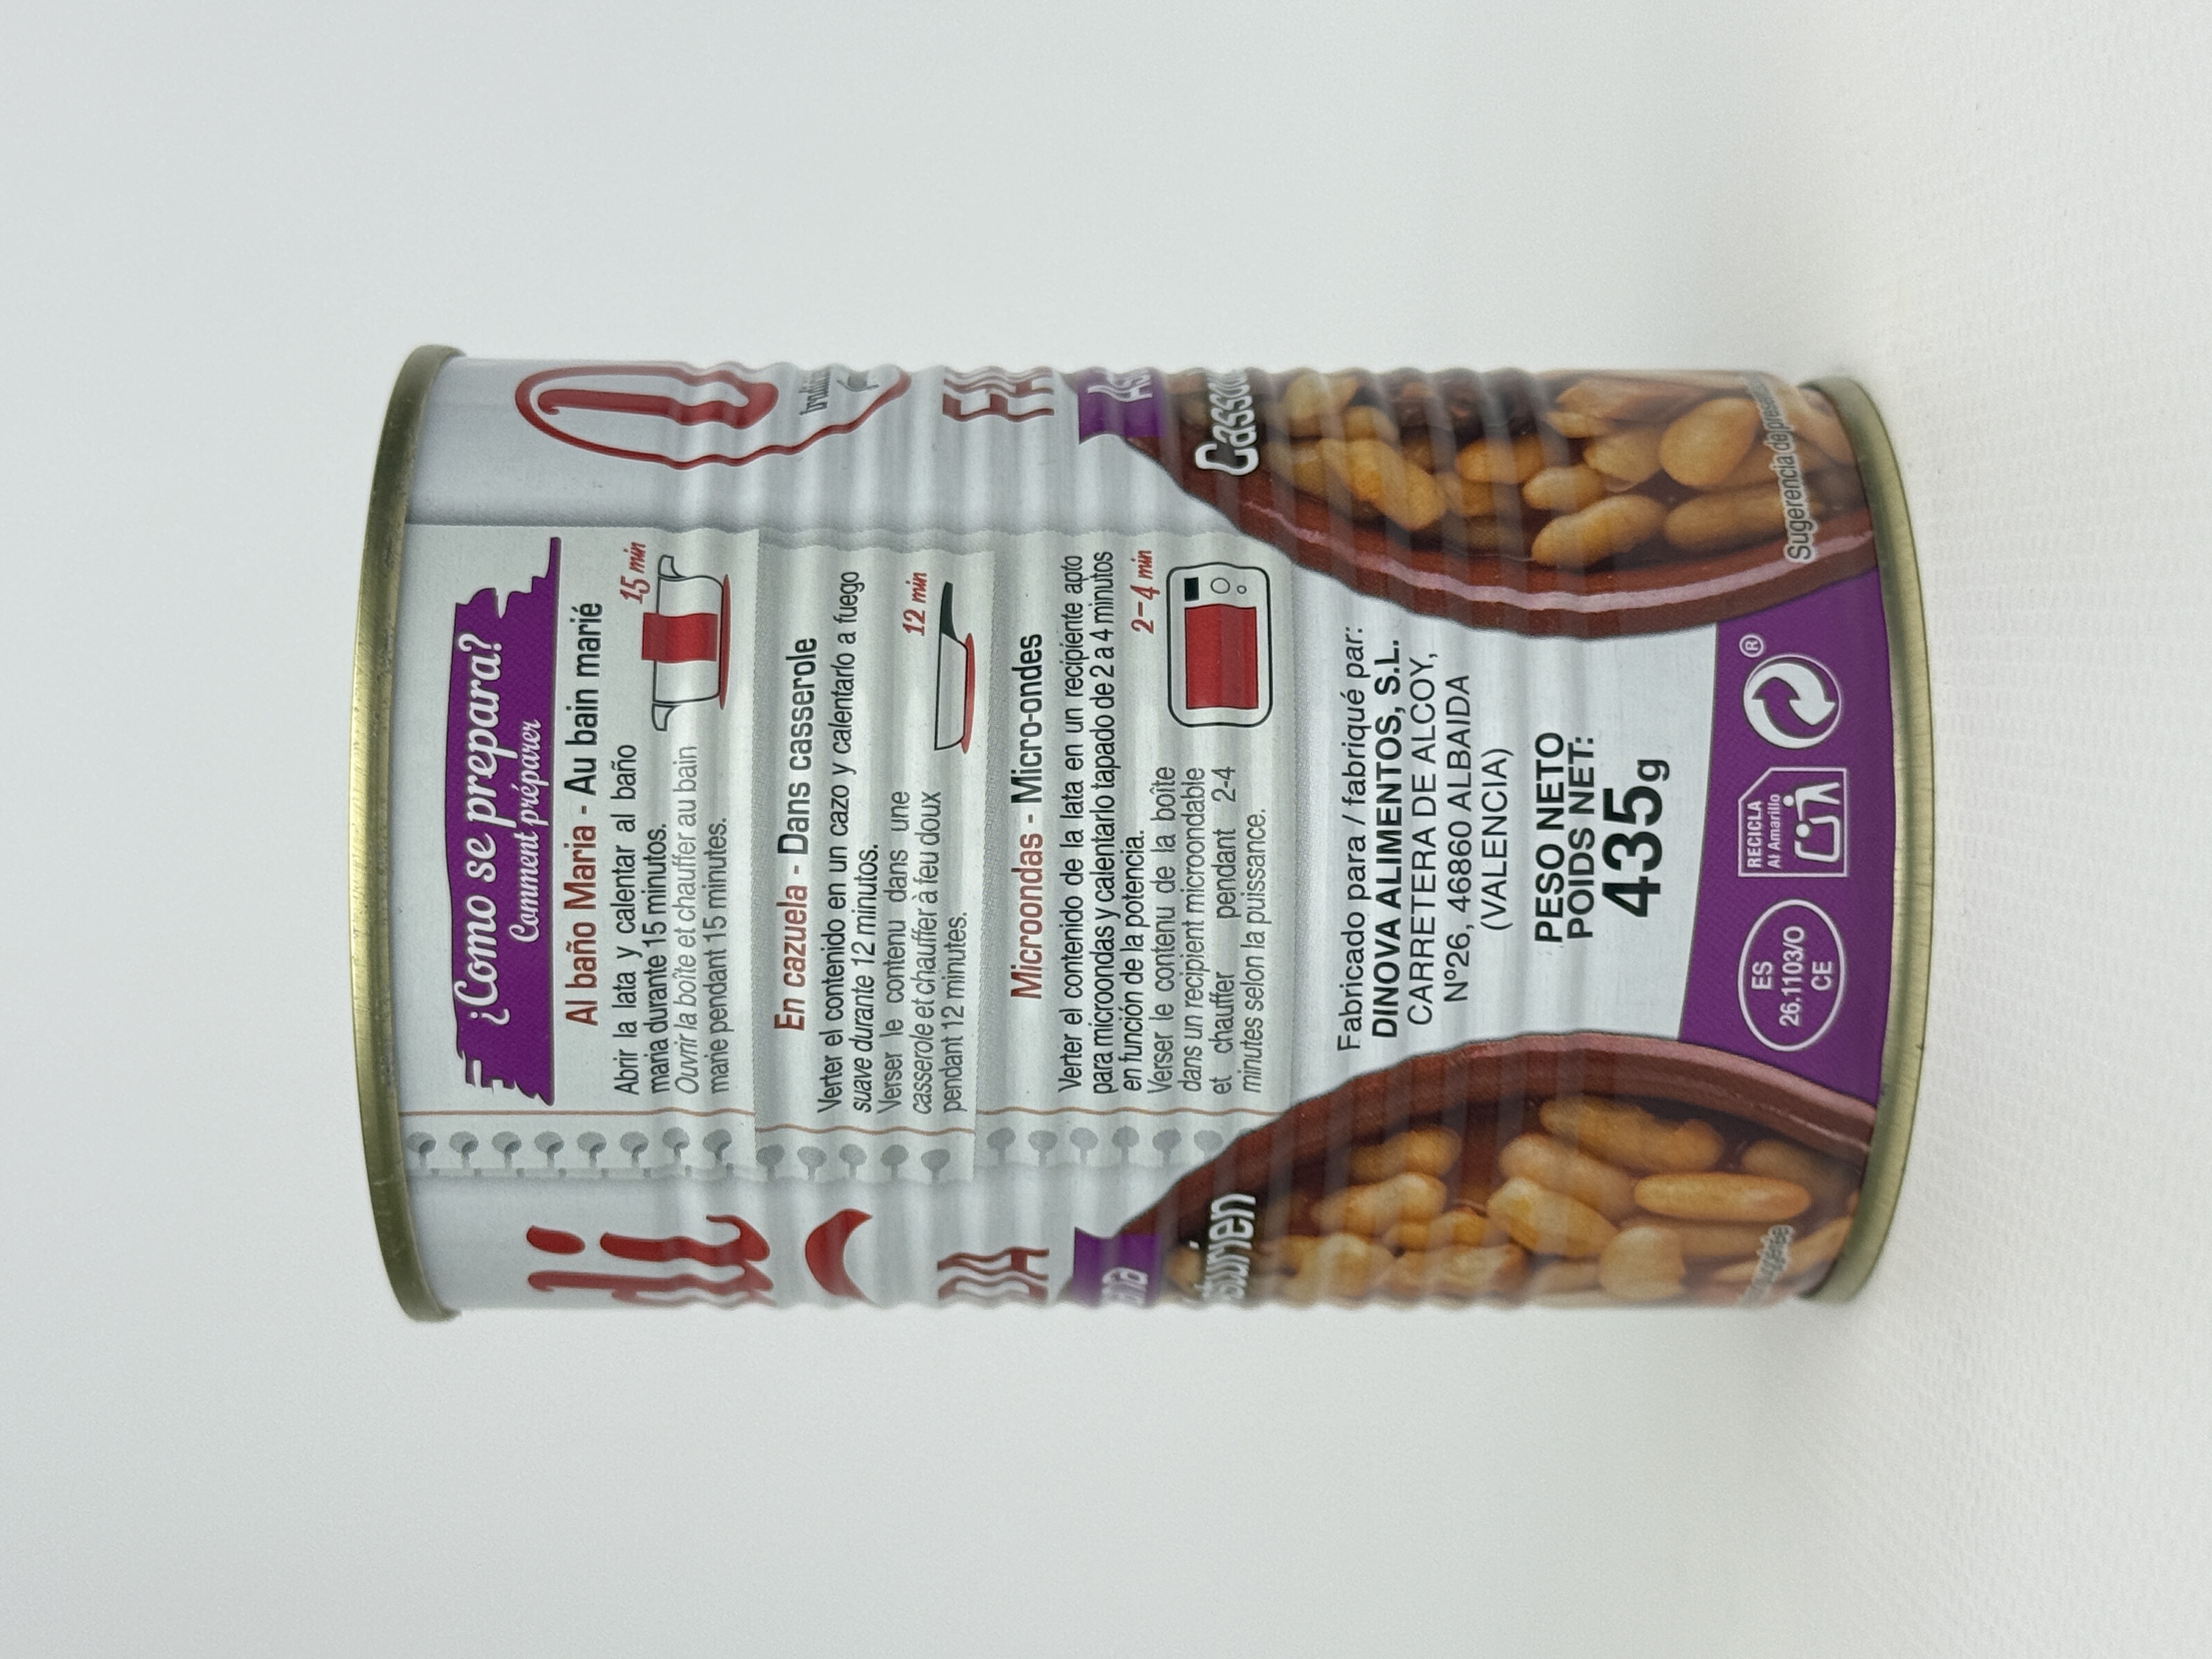 ¿Como se prepara?
Comment préparer
Al baño Maria - Au bain marié
15 min
Abrir la lata y calentar al baño
maria durante 15 minutos.
Ouvrir la boîte et chauffer au bain
marie pendant 15 minutes.
En cazuela - Dans casserole
Verter el contenido en un cazo y calentarlo a fuego
suave durante 12 minutos.
12 min
Verser le contenu dans une
casserole et chauffer à feu doux
pendant 12 minutes.
Microondas - Micro-ondes
Verter el contenido de la lata en un recipiente apto
para microondas y calentarlo tapado de 2 a 4 minutos
en función de la potencia.
2-4 min
Verser le contenu de la boîte
dans un recipient microondable
et chauffer pendant 2-4
minutes selon la puissance.
Fabricado para / fabriqué par:
DINOVA ALIMENTOS, S.L.
CARRETERA DE ALCOY,
Nº26, 46860 ALBAIDA
(VALENCIA)
PESO NETO
POIDS NET:
435g
ES
26.1103/O
CE
RECICLA
Al Amarillo
®
Sugerencia de